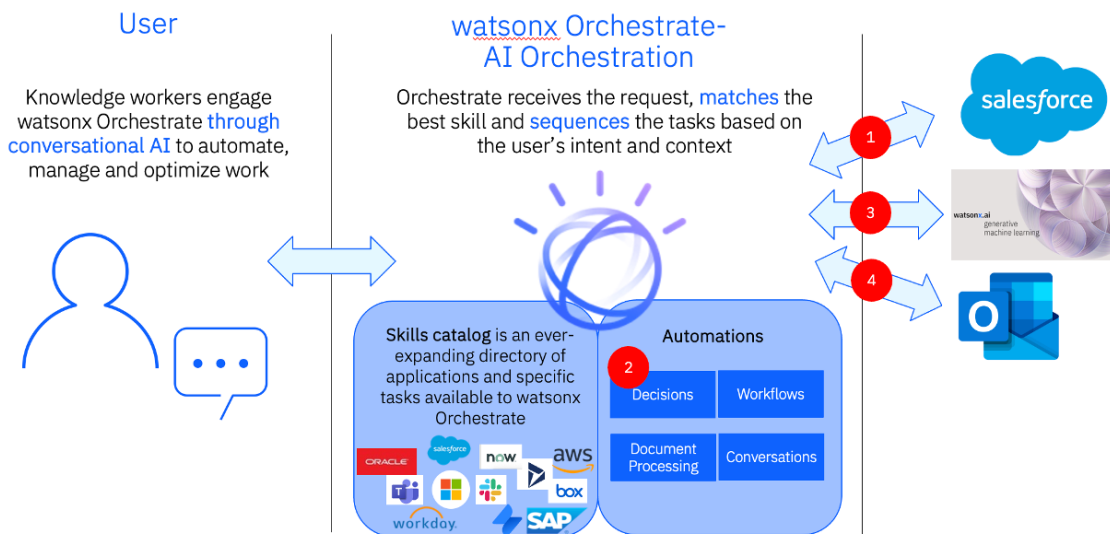 User
Knowledge workers engage
watsonx Orchestrate through
conversational AI to automate,
manage and optimize work
watsonx Orchestrate-
AI Orchestration
Orchestrate receives the request, matches the
best skill and sequences the tasks based on
the user's intent and context
Skills catalog is an ever-
expanding directory of
applications and specific
tasks available to watsonx
Orchestrate
ORACLE
salesforce
now
aws
box
workday.
SAP
Automations
2
Decisions
Workflows
Document
Processing
Conversations
1
salesforce
3
watsonx.ai
generative
machine learning
4
O